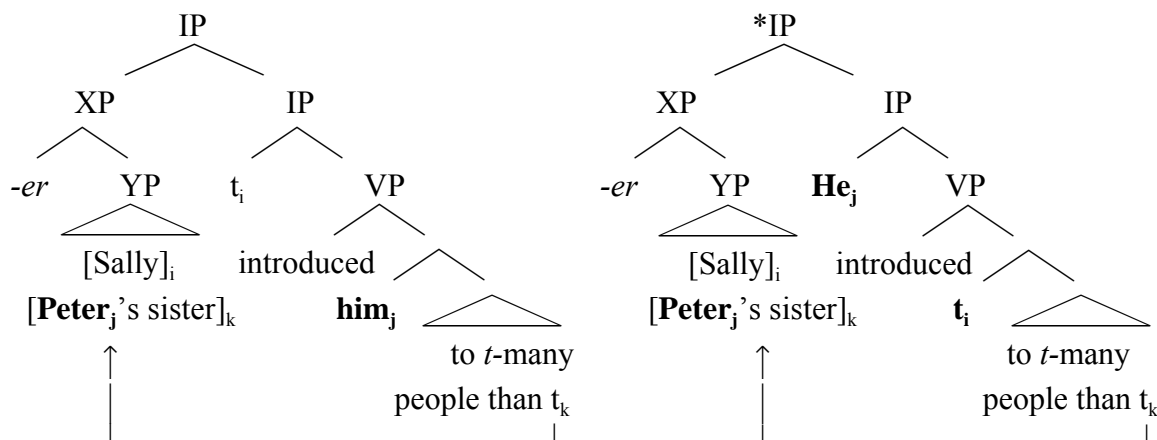 IP *IP
XP IP XP IP
-er YP tᵢ VP -er YP Heⱼ VP
[Sally]ᵢ introduced [Sally]ᵢ introduced
[Peterⱼ’s sister]ₖ himⱼ [Peterⱼ’s sister]ₖ tᵢ
to t-many to t-many
people than tₖ people than tₖ